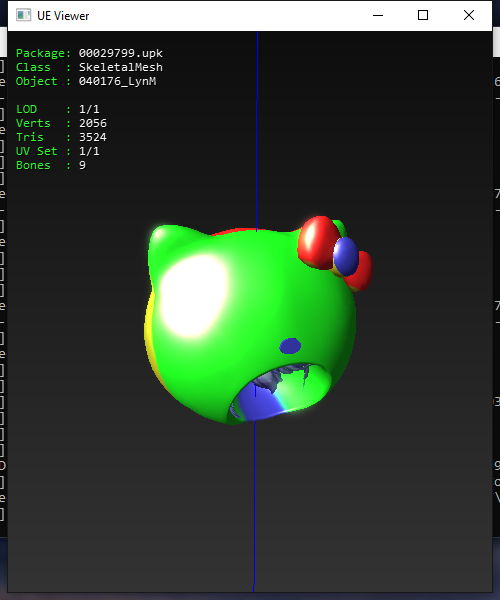 UE Viewer
Package: 00029799.upk
Class  : SkeletalMesh
Object : 040176_LynM
LOD    : 1/1
Verts  : 2056
Tris   : 3524
UV Set : 1/1
Bones  : 9